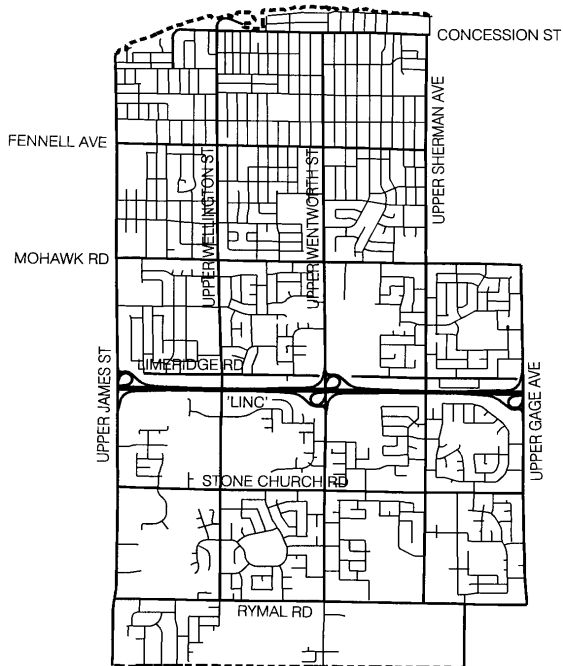 CONCESSION ST
UPPER SHERMAN AVE
FENNELL AVE
UPPER WELLINGTON ST
UPPER WENTWORTH ST
MOHAWK RD
UPPER JAMES ST
LIMERIDGE RD
'LINC'
UPPER GAGE AVE
STONE CHURCH RD
RYMAL RD